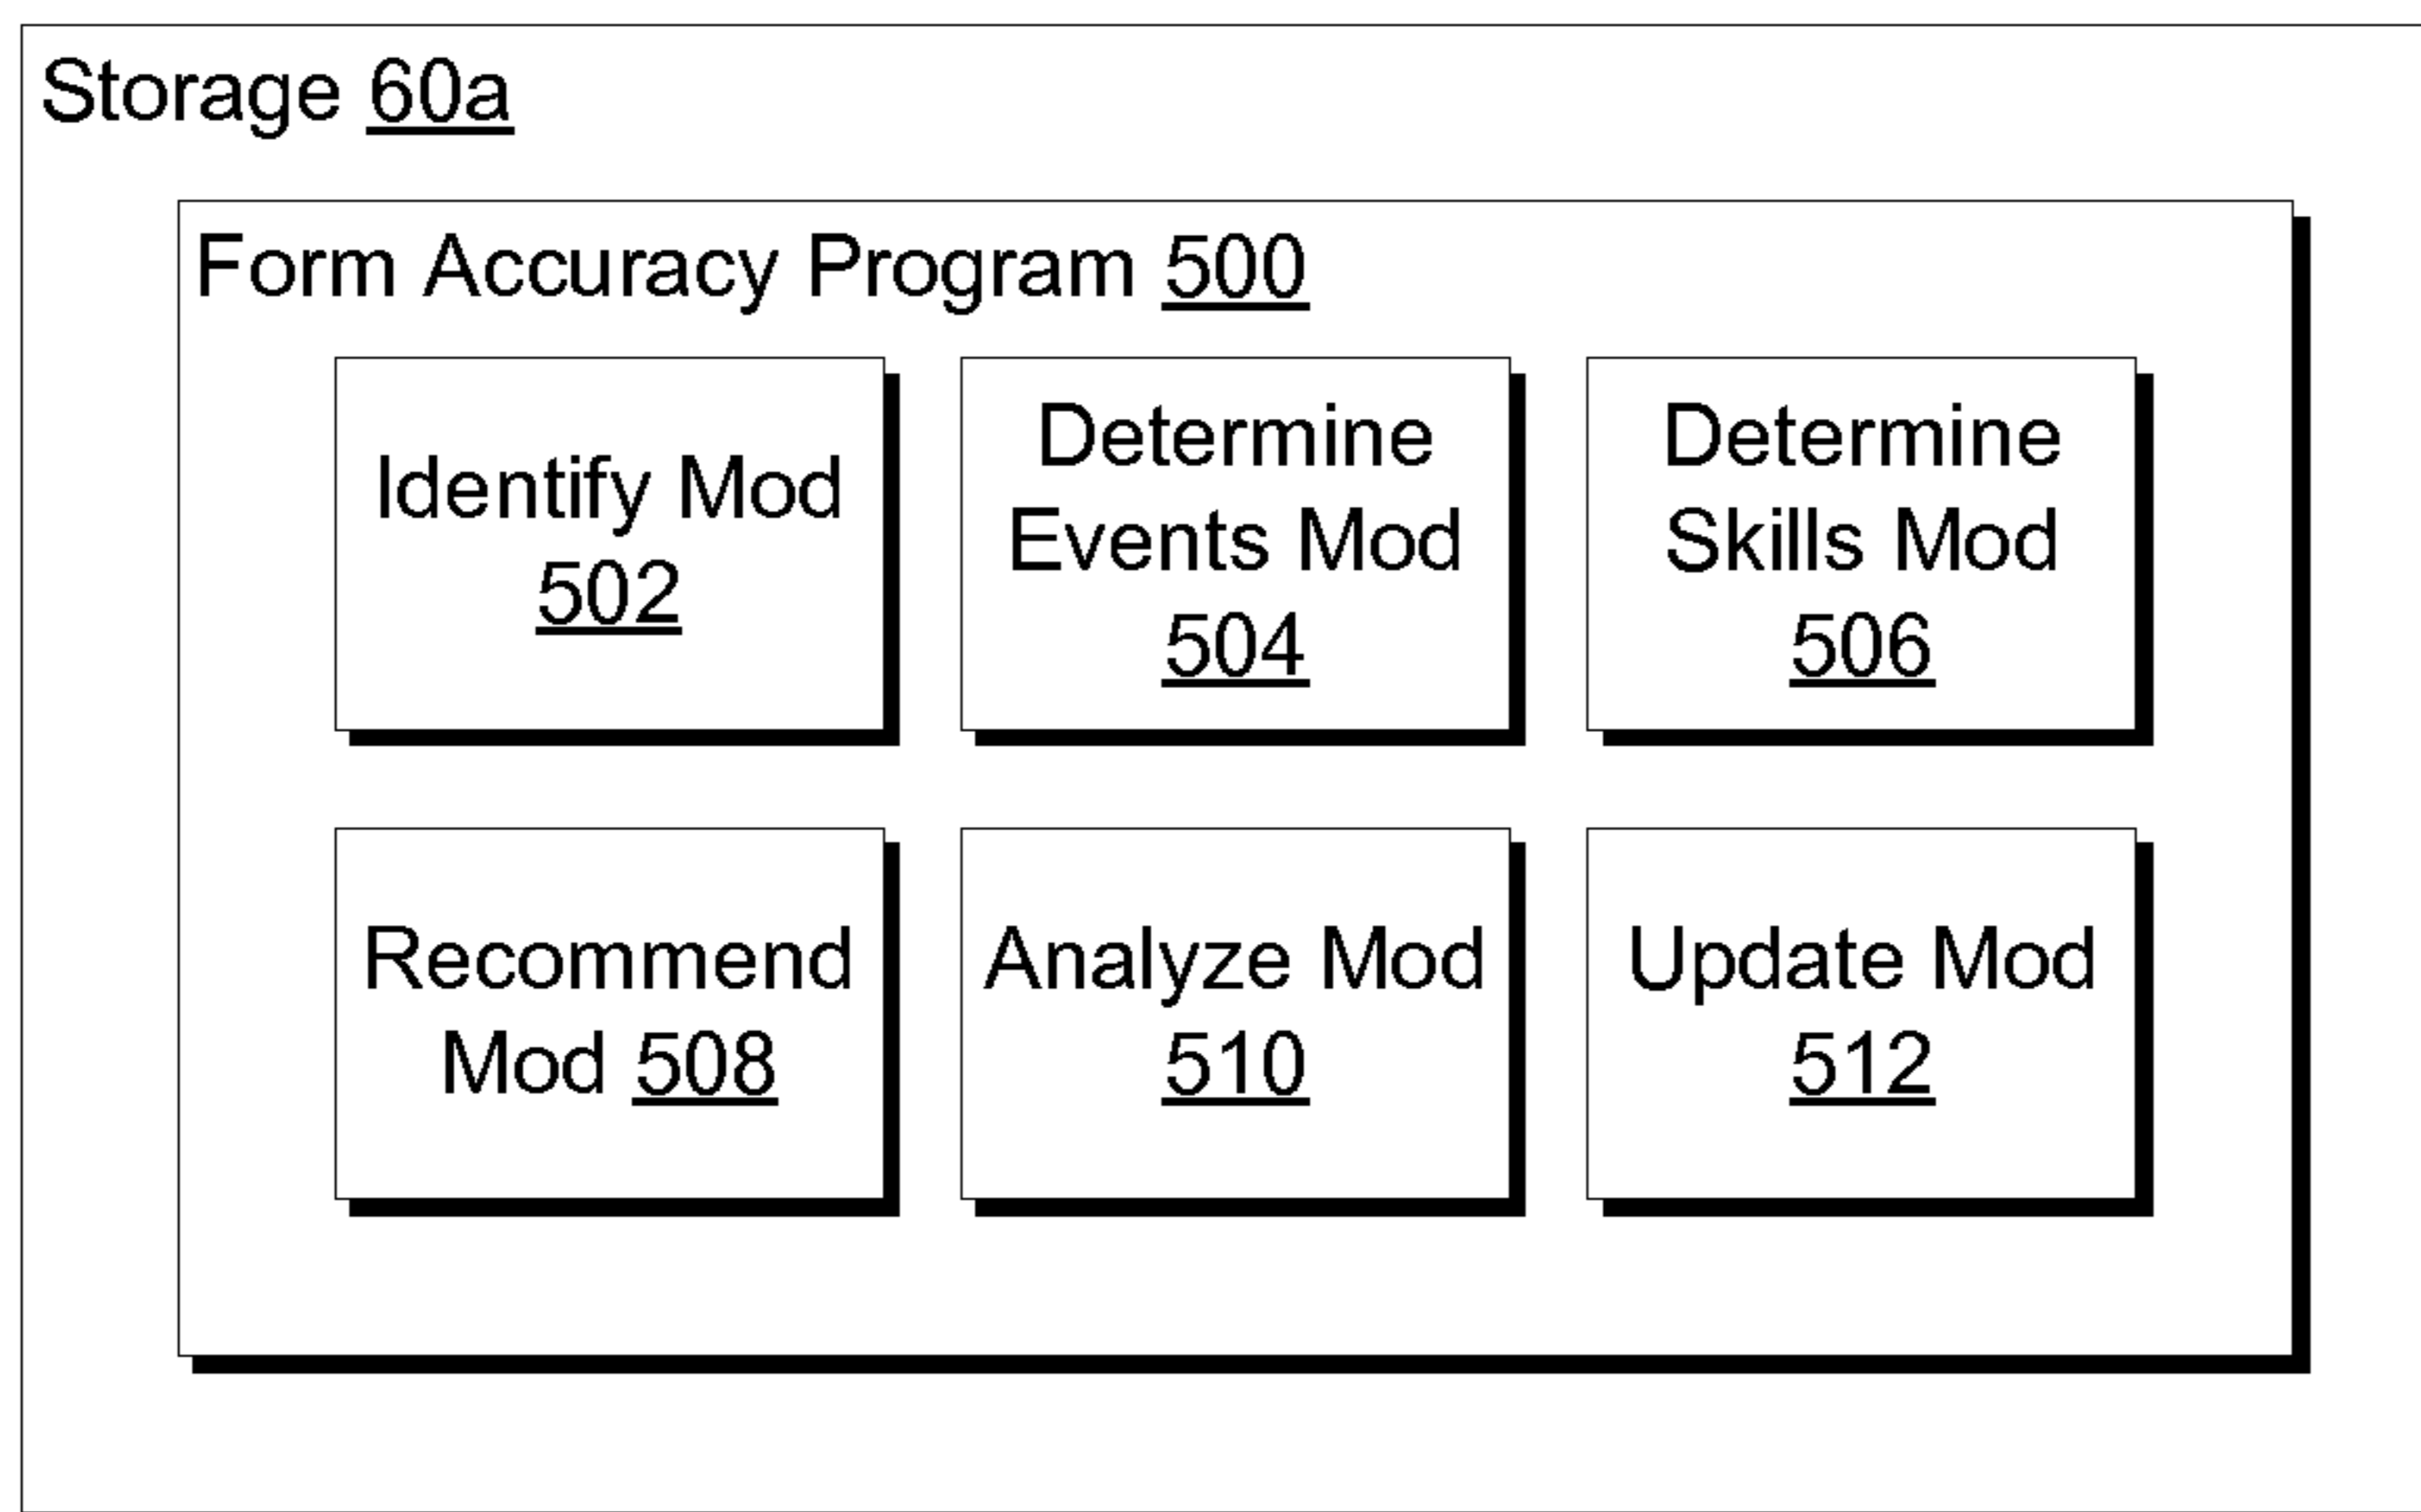 Storage 60a
Form Accuracy Program 500
Identify Mod
502
Determine
Events Mod
504
Determine
Skills Mod
506
Recommend
Mod 508
Analyze Mod
510
Update Mod
512